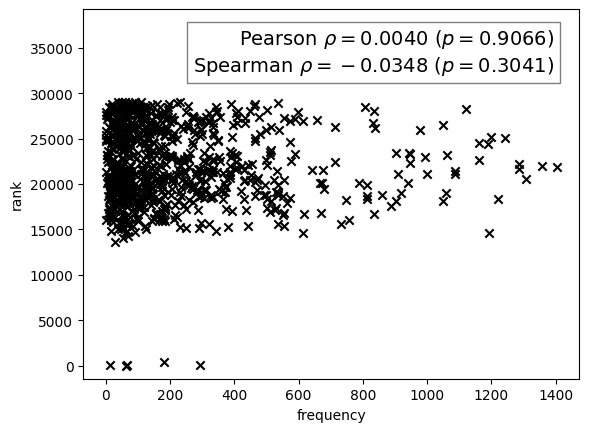 Pearson ρ = 0.0040 (p = 0.9066)
Spearman ρ = − 0.0348 (p = 0.3041)
35000
30000
25000
20000
15000
10000
5000
0
rank
0 200 400 600 800 1000 1200 1400
frequency